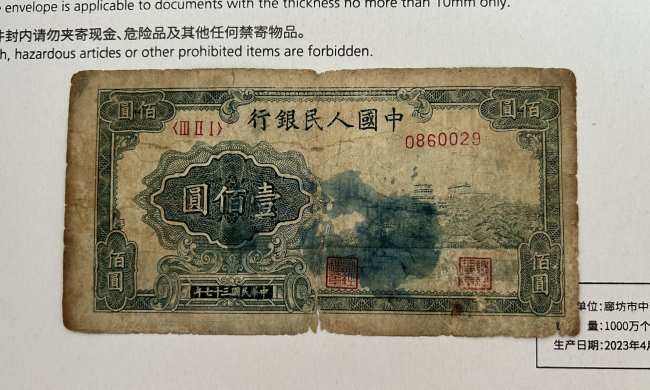 envelope is applicable to documents with the thickness no more than 10mm only.
件封内请勿夹寄现金、危险品及其他任何禁寄物品。
h, hazardous articles or other prohibited items are forbidden.
佰圓
行銀民人國中
圓佰
〈III II I〉
0860029
圓佰壹
佰圓
年七十三國民華中
佰圓
单位:廊坊市中
量:1000万个
生产日期:2023年4月